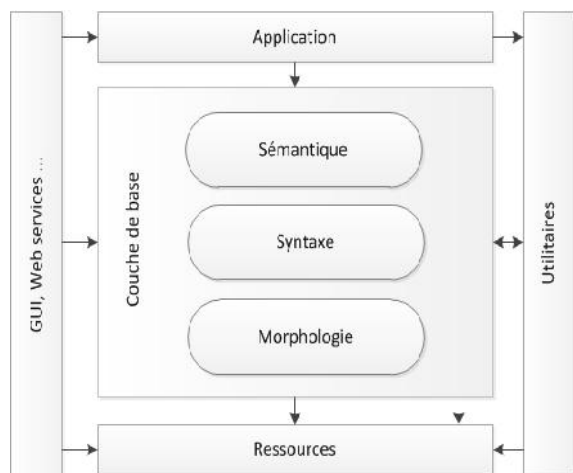 Application
GUI, Web services ...
Couche de base
Sémantique
Syntaxe
Morphologie
Utilitaires
Ressources